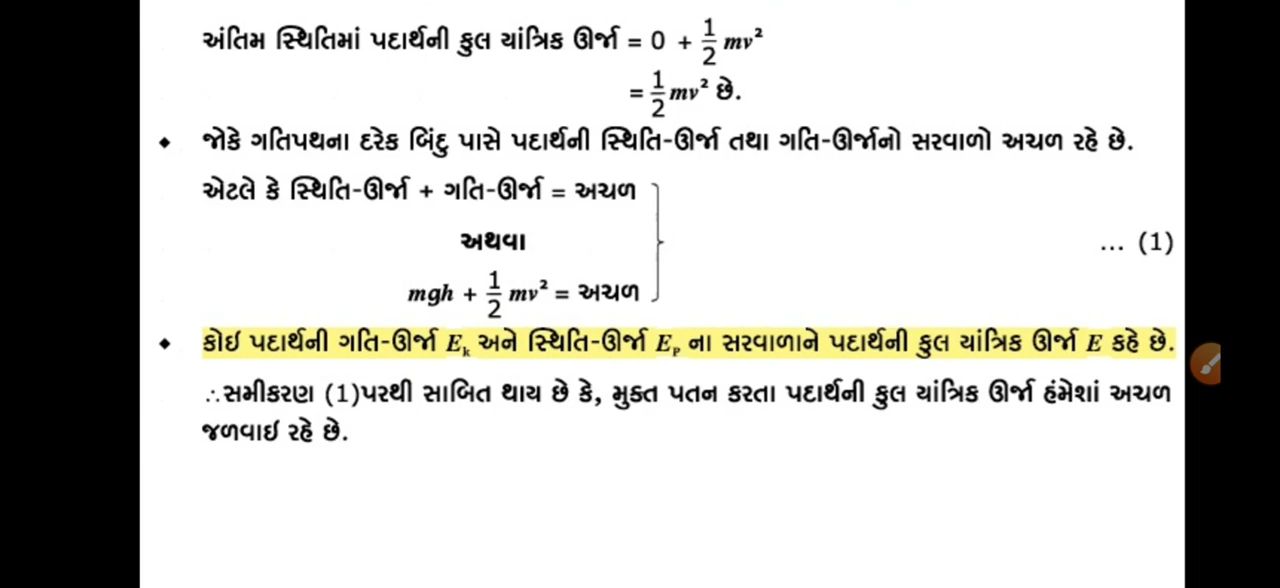 અંતિમ સ્થિતિમાં પદાર્થની કુલ યાંત્રિક ઊર્જા = 0 + 1/2 mv²
= 1/2 mv² છે.
♦ જોકે ગતિપથના દરેક બિંદુ પાસે પદાર્થની સ્થિતિ-ઊર્જા તથા ગતિ-ઊર્જાનો સરવાળો અચળ રહે છે.
એટલે કે સ્થિતિ-ઊર્જા + ગતિ-ઊર્જા = અચળ
અથવા ... (1)
mgh + 1/2 mv² = અચળ
♦ કોઈ પદાર્થની ગતિ-ઊર્જા Eₖ અને સ્થિતિ-ઊર્જા Eₚ ના સરવાળાને પદાર્થની કુલ યાંત્રિક ઊર્જા E કહે છે.
∴સમીકરણ (1)પરથી સાબિત થાય છે કે, મુક્ત પતન કરતા પદાર્થની કુલ યાંત્રિક ઊર્જા હંમેશાં અચળ
જળવાઈ રહે છે.